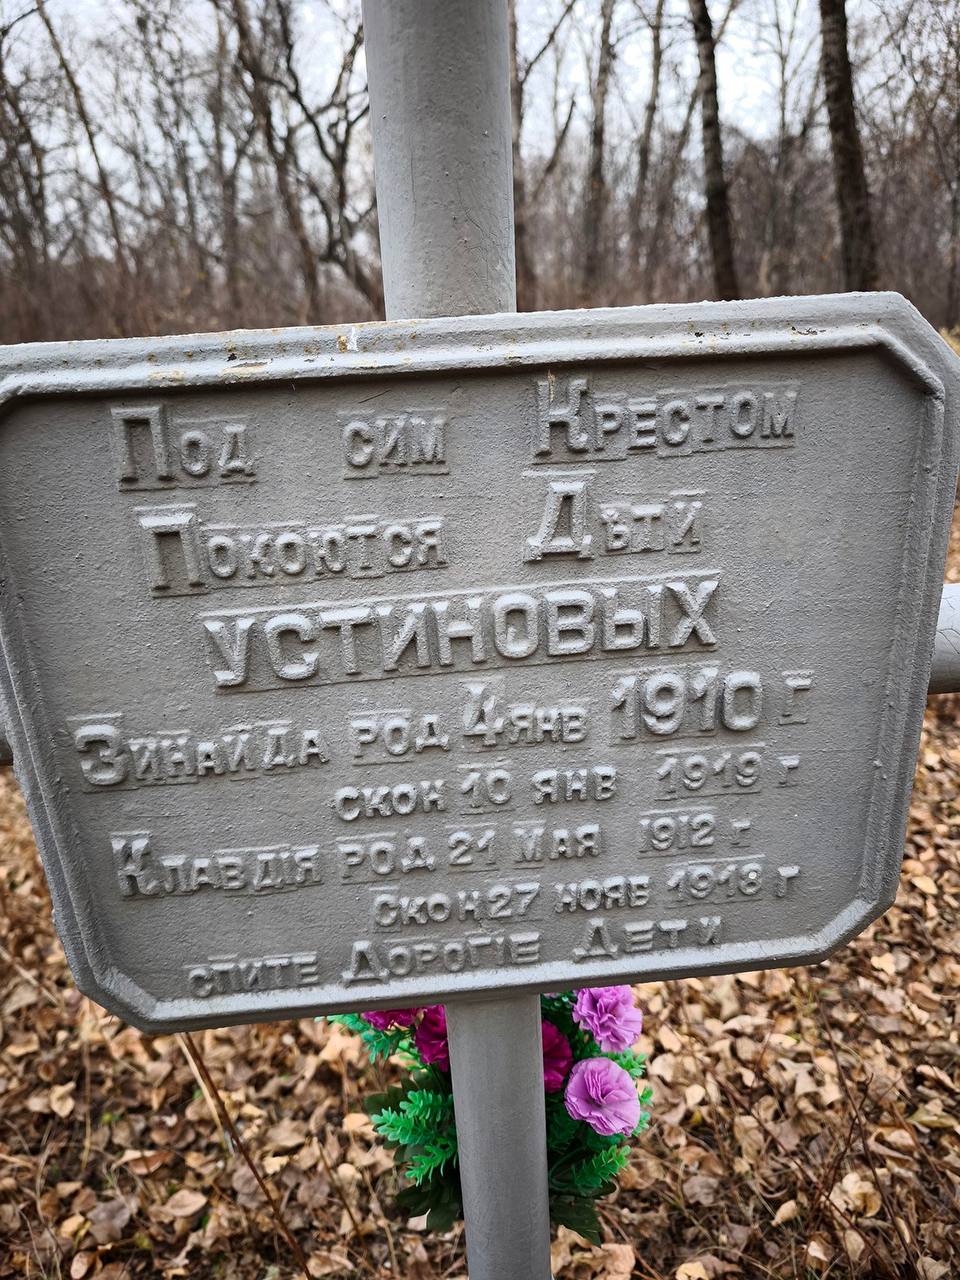 Под сим Крестом
Покоются Дѣти
УСТИНОВЫХ
Зинаида род 4 янв 1910 г
скон 10 янв 1919 г
Клавдія род 21 мая 1912 г
Скон 27 нояб 1918 г
спите Дорогіе Дети